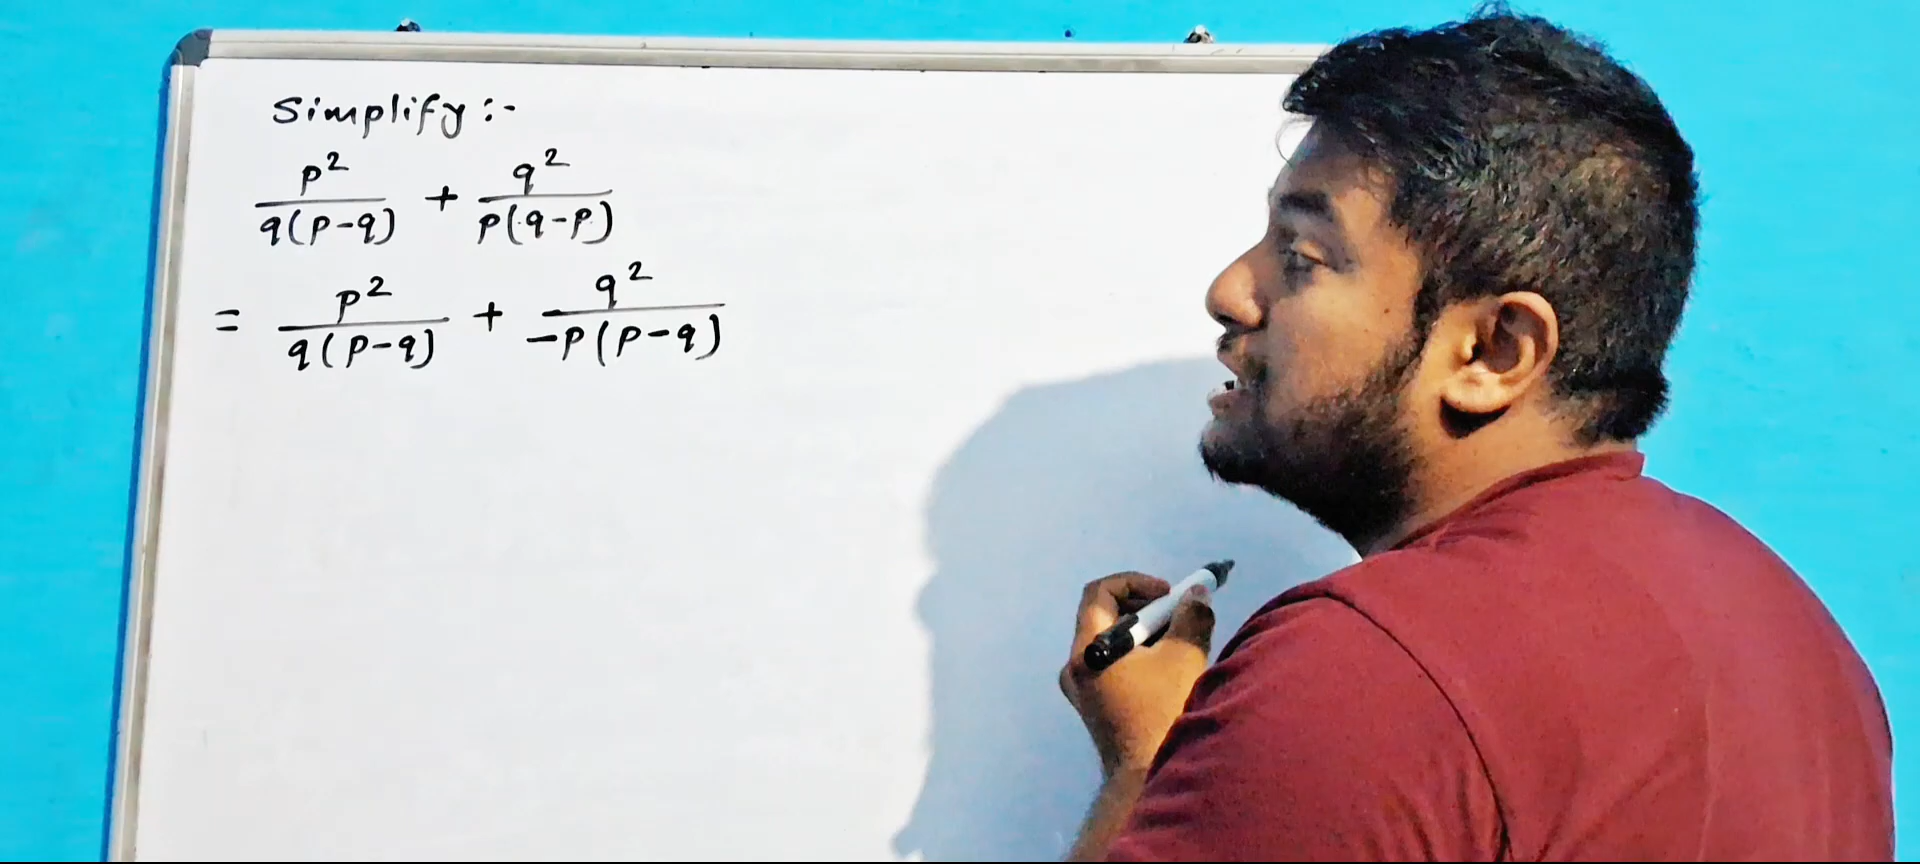 Simplify :-
p²/q(p-q) + q²/p(q-p)
= p²/q(p-q) + q²/-p(p-q)